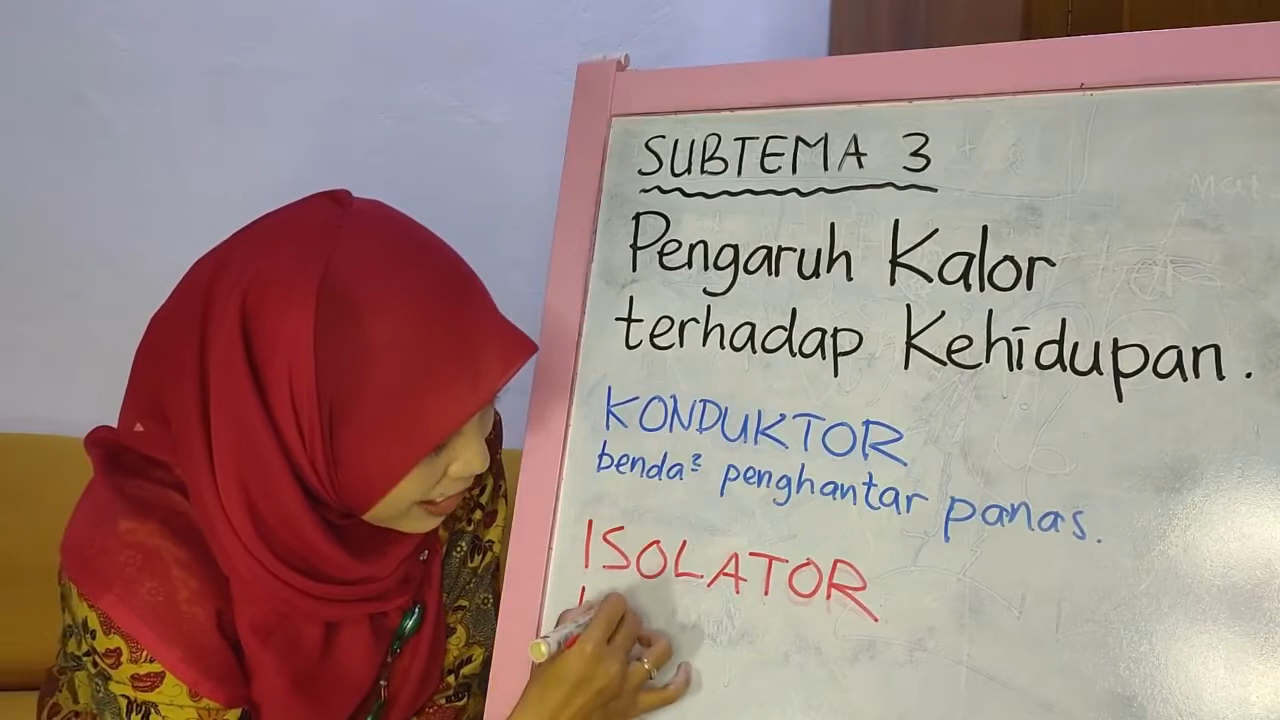 SUBTEMA 3
Pengaruh Kalor
terhadap Kehidupan.
KONDUKTOR
benda² penghantar panas.
ISOLATOR